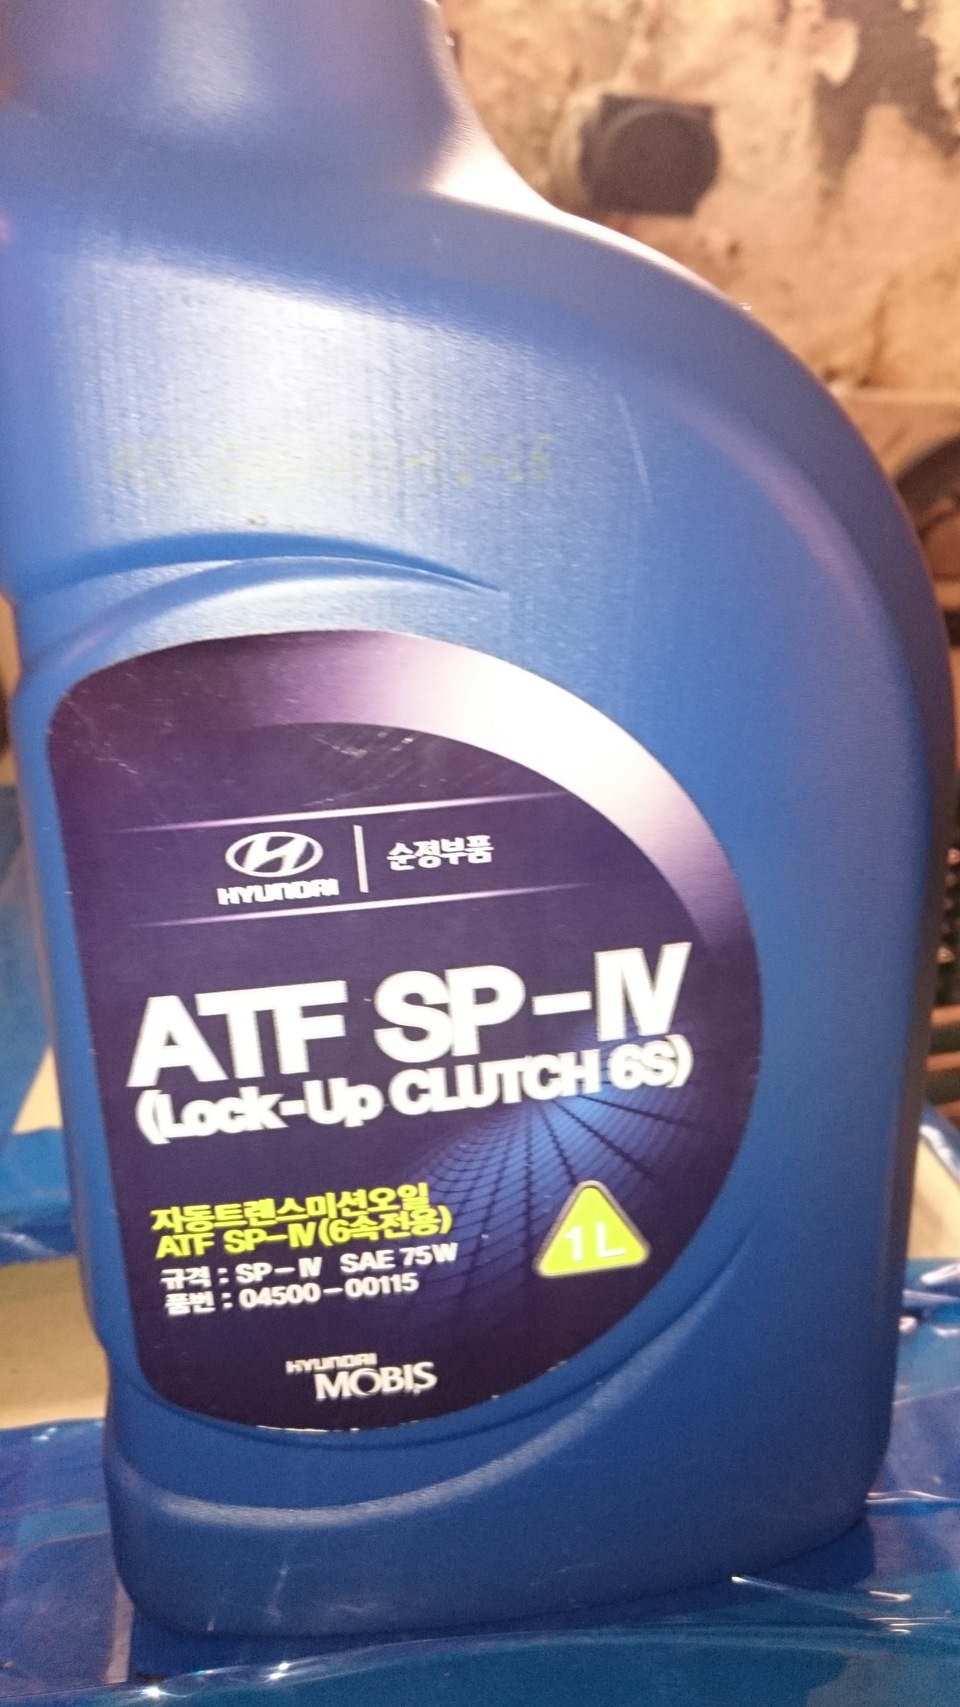 HYUNDAI
순정부품
ATF SP-IV
(Lock-Up CLUTCH 6S)
자동트랜스미션오일
ATF SP-IV(6속전용)
규격 : SP-IV SAE 75W
품번 : 04500-00115
1L
HYUNDAI
MOBIS